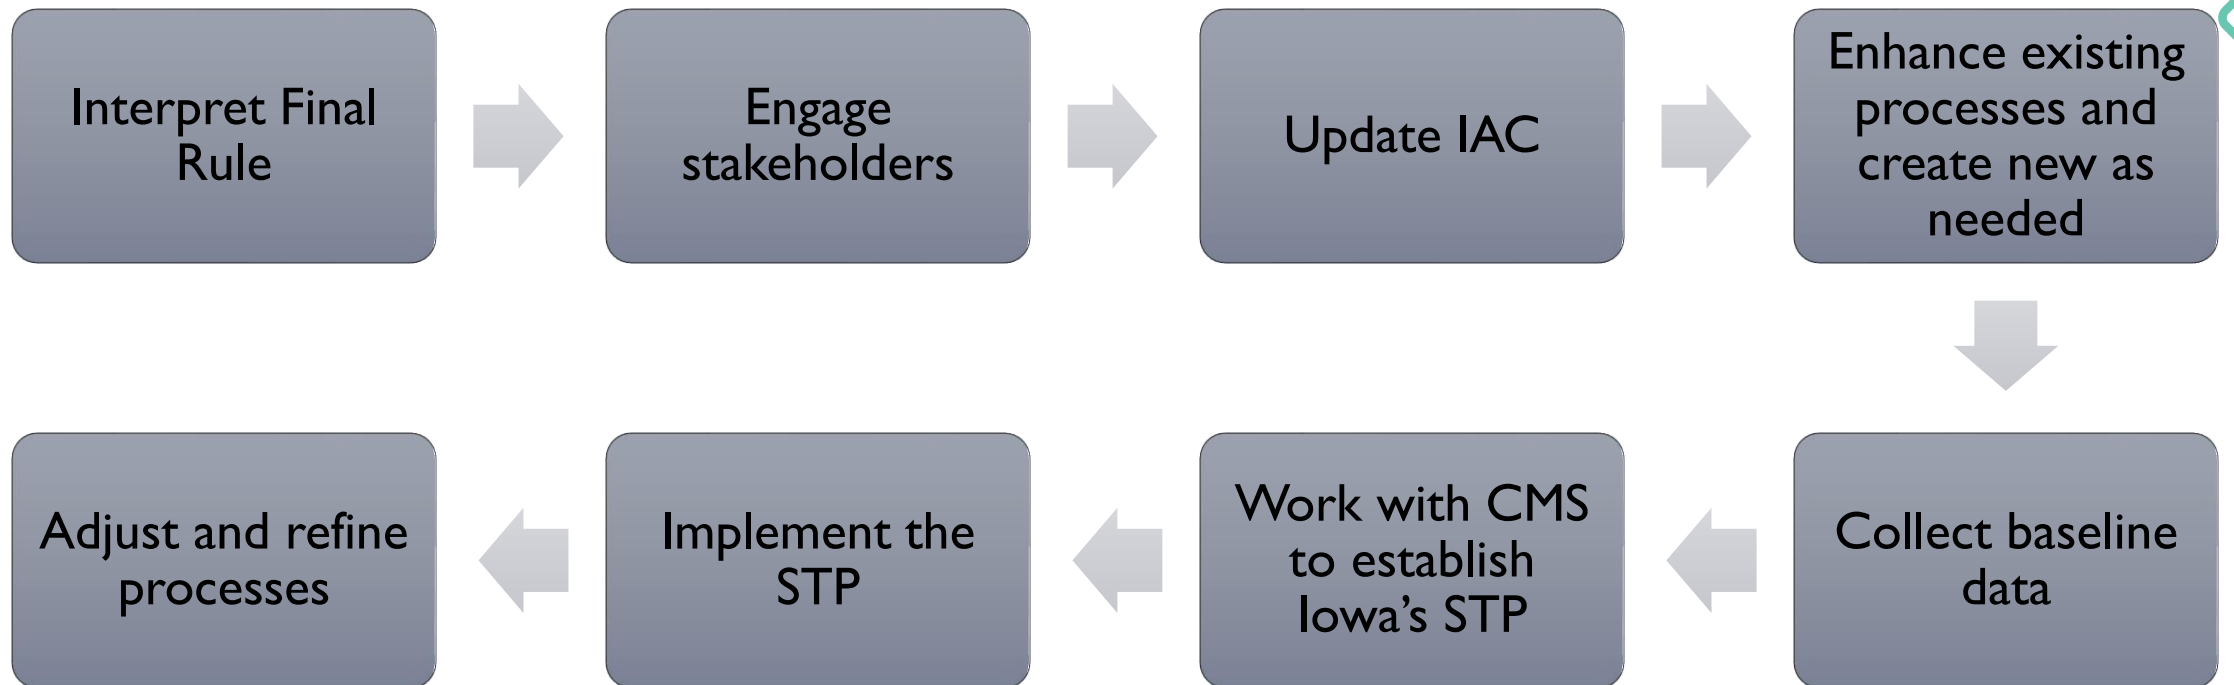 Interpret Final
Rule
Engage
stakeholders
Update IAC
Enhance existing
processes and
create new as
needed
Collect baseline
data
Work with CMS
to establish
Iowa’s STP
Implement the
STP
Adjust and refine
processes